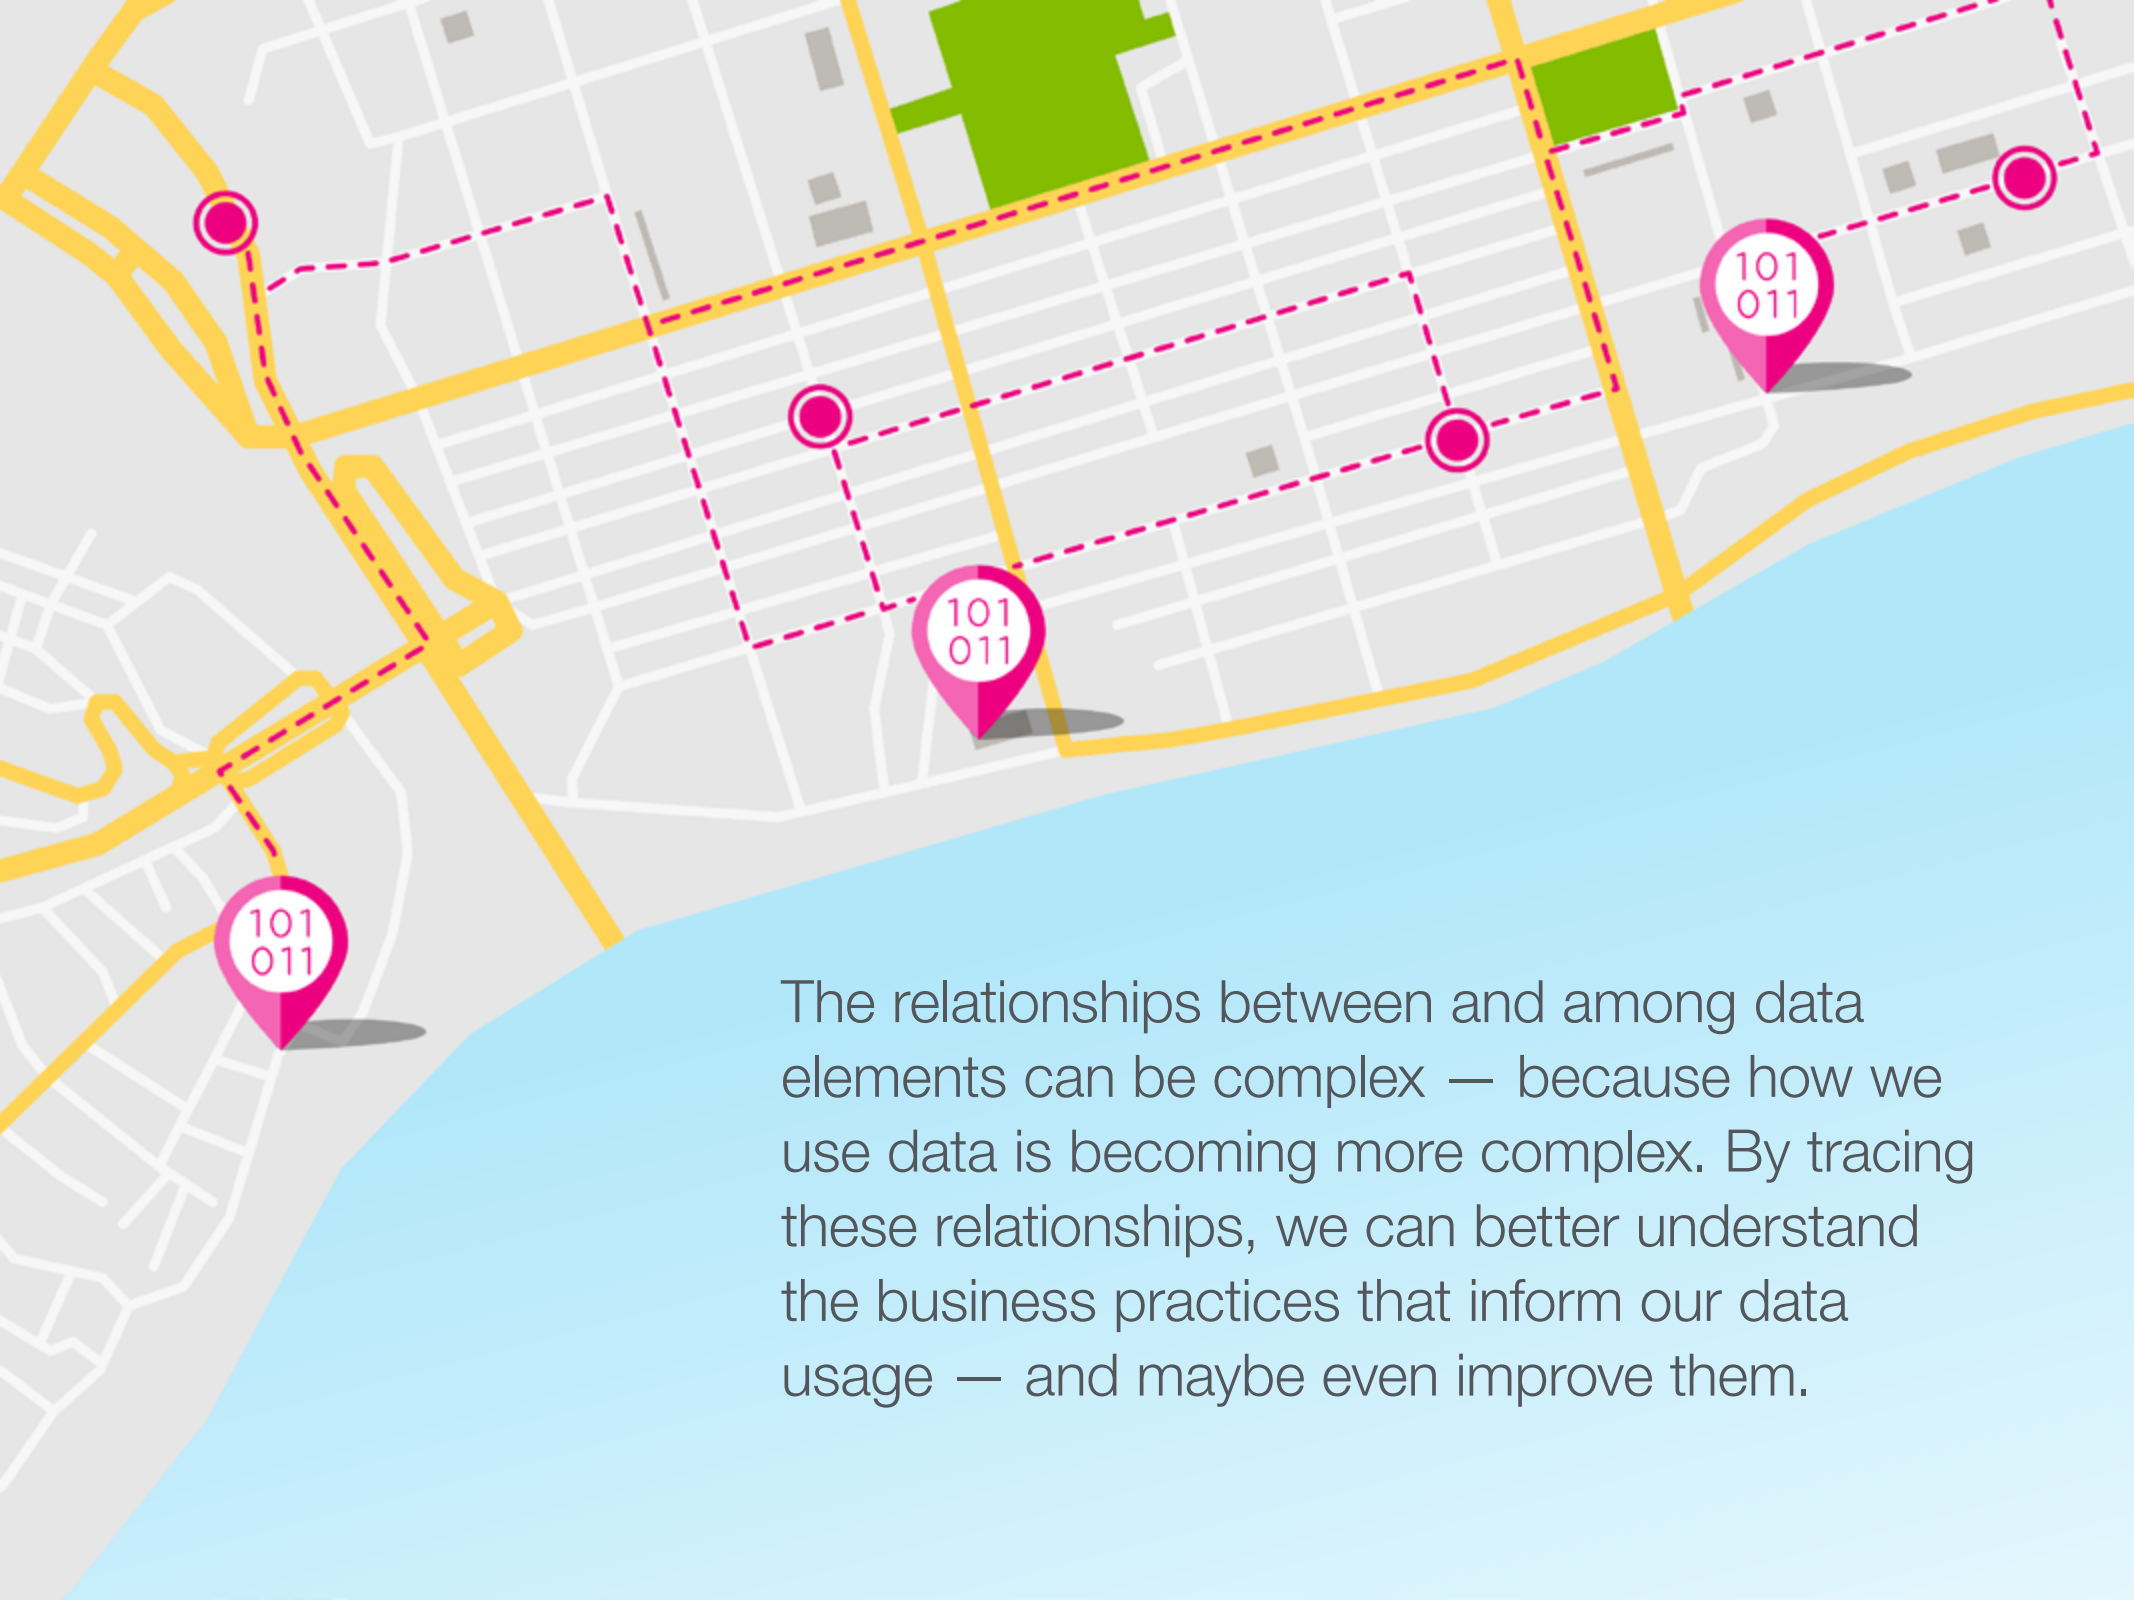 101
011
101
011
101
011
The relationships between and among data
elements can be complex — because how we
use data is becoming more complex. By tracing
these relationships, we can better understand
the business practices that inform our data
usage — and maybe even improve them.